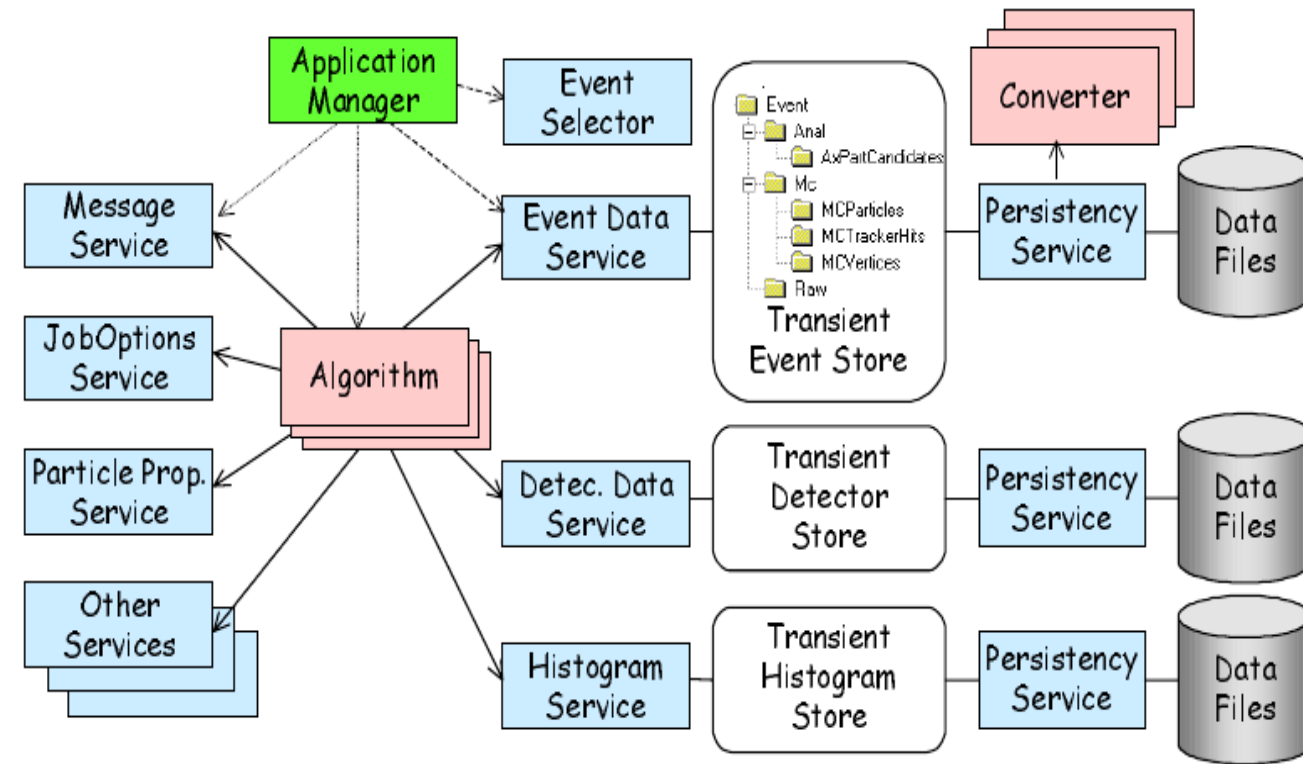 Application
Manager
Event
Selector
Event
Anal
AxPartCandidates
Mc
MCParticles
MCTrackerHits
MCVertices
Raw
Transient
Event Store
Converter
Message
Service
Event Data
Service
Persistency
Service
Data
Files
JobOptions
Service
Algorithm
Particle Prop.
Service
Detec. Data
Service
Transient
Detector
Store
Persistency
Service
Data
Files
Other
Services
Histogram
Service
Transient
Histogram
Store
Persistency
Service
Data
Files